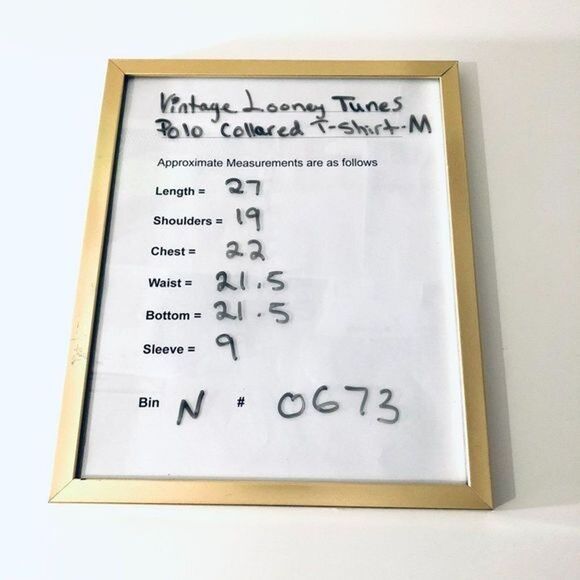 Vintage Looney Tunes
Polo Collared T-Shirt-M
Approximate Measurements are as follows
Length = 27
Shoulders = 19
Chest = 22
Waist = 21.5
Bottom = 21.5
Sleeve = 9
Bin N # 0673